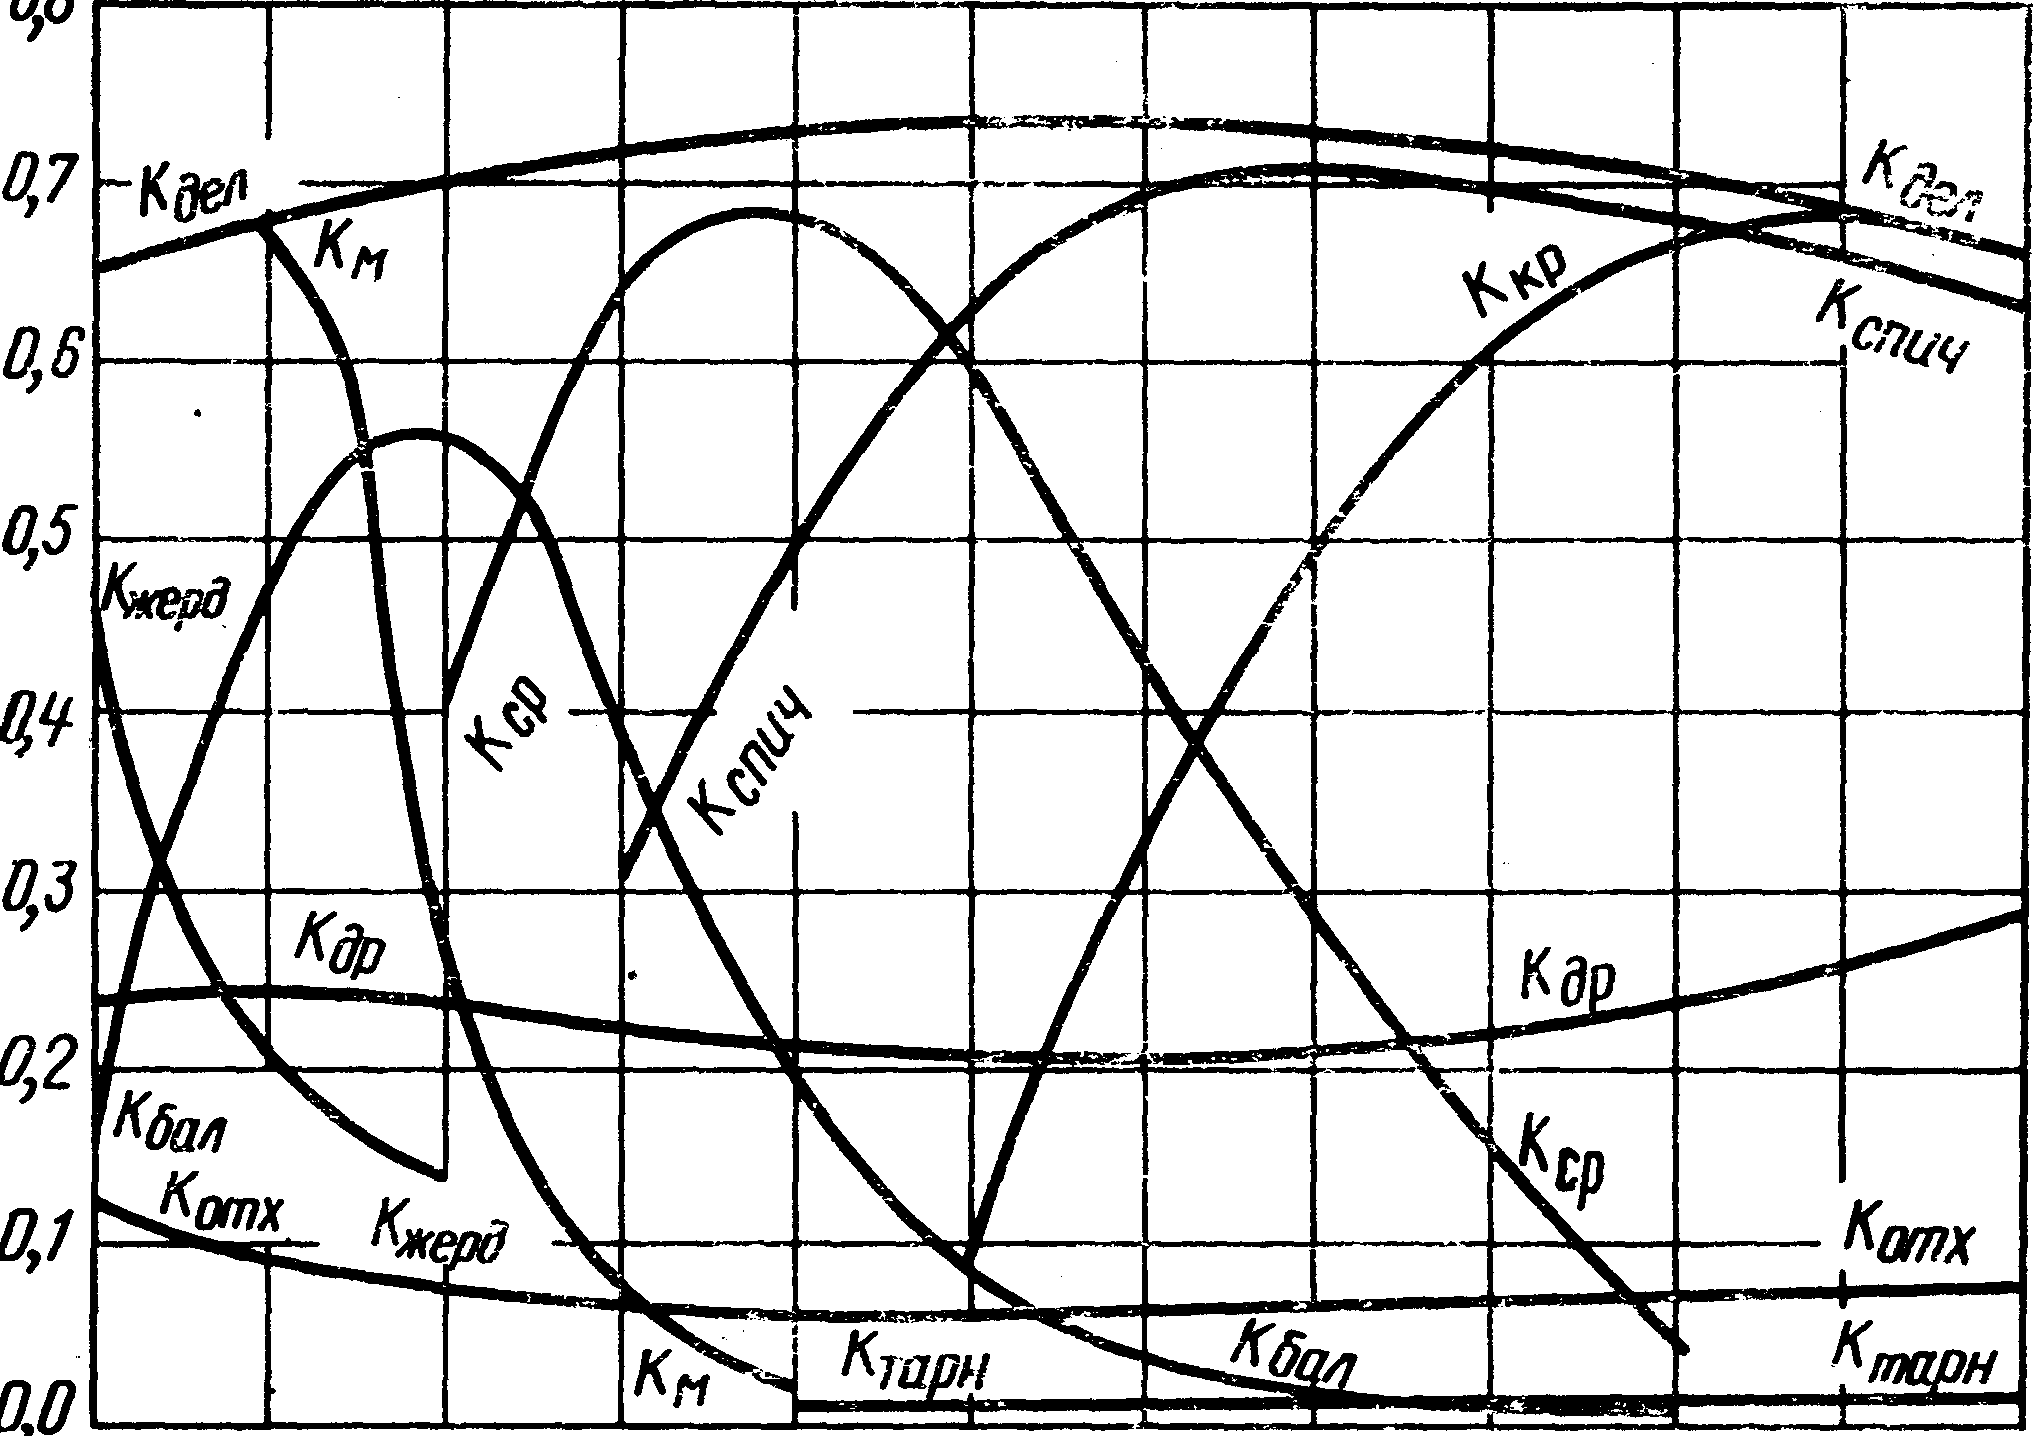 0,8
0,7
Kдел
Kдел
Kм
Kкр
Kспич
0,6
0,5
Kжерд
0,4
Kср
Kспич
0,3
Kдр
Kдр
0,2
Kбал
Kср
Kотх
0,1
Kжерд
Kотх
Kм
Kтарн
Kбал
Kтарн
0,0